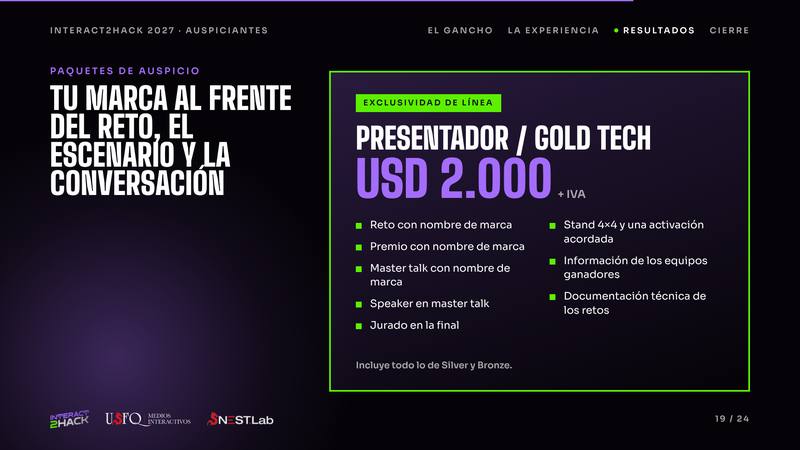 INTERACT2HACK 2027 · AUSPICIANTES
EL GANCHO LA EXPERIENCIA RESULTADOS CIERRE
PAQUETES DE AUSPICIO
TU MARCA AL FRENTE
DEL RETO, EL
ESCENARIO Y LA
CONVERSACIÓN
EXCLUSIVIDAD DE LÍNEA
PRESENTADOR / GOLD TECH
USD 2.000 + IVA
Reto con nombre de marca
Premio con nombre de marca
Master talk con nombre de
marca
Speaker en master talk
Jurado en la final
Stand 4×4 y una activación
acordada
Información de los equipos
ganadores
Documentación técnica de
los retos
Incluye todo lo de Silver y Bronze.
INTERACT
2HACK
USFQ MEDIOS
INTERACTIVOS
NESTLab
19 / 24